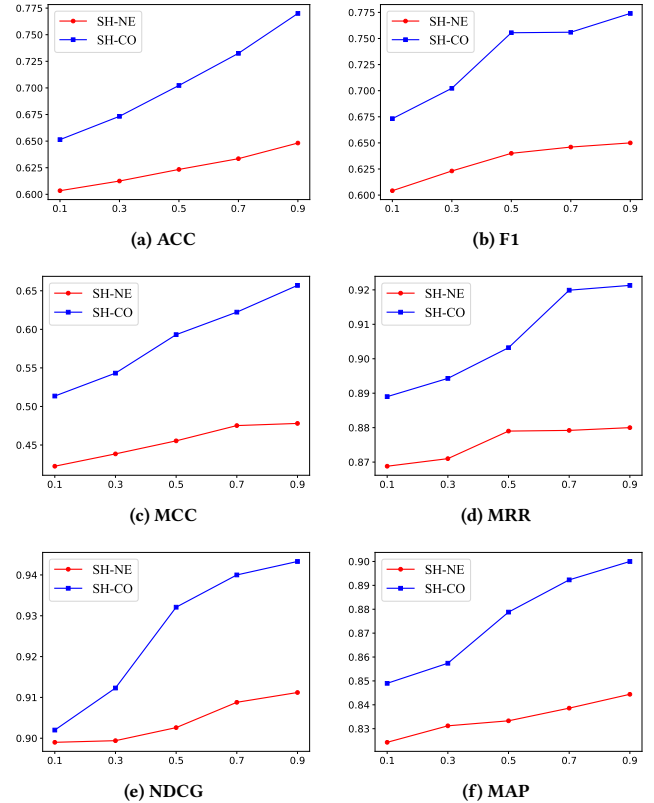 0.775
0.750
0.725
0.700
0.675
0.650
0.625
0.600
SH-NE
SH-CO
0.1 0.3 0.5 0.7 0.9
(a) ACC
0.775
0.750
0.725
0.700
0.675
0.650
0.625
0.600
SH-NE
SH-CO
0.1 0.3 0.5 0.7 0.9
(b) F1
0.65
0.60
0.55
0.50
0.45
SH-NE
SH-CO
0.1 0.3 0.5 0.7 0.9
(c) MCC
0.92
0.91
0.90
0.89
0.88
0.87
SH-NE
SH-CO
0.1 0.3 0.5 0.7 0.9
(d) MRR
0.94
0.93
0.92
0.91
0.90
SH-NE
SH-CO
0.1 0.3 0.5 0.7 0.9
(e) NDCG
0.90
0.89
0.88
0.87
0.86
0.85
0.84
0.83
SH-NE
SH-CO
0.1 0.3 0.5 0.7 0.9
(f) MAP